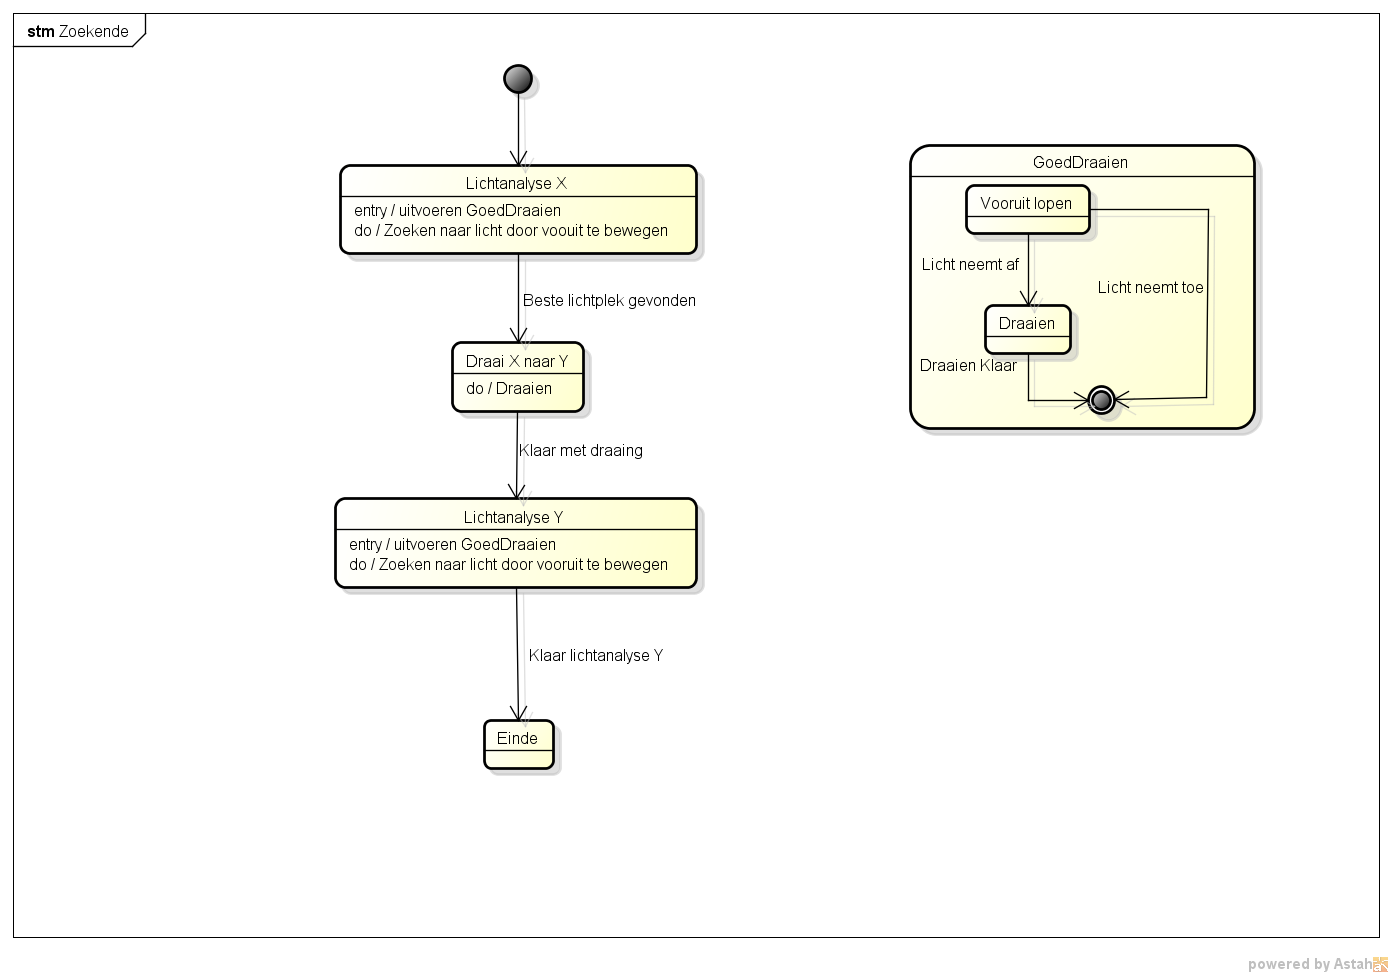 stm Zoekende
Lichtanalyse X
entry / uitvoeren GoedDraaien
do / Zoeken naar licht door voouit te bewegen
Beste lichtplek gevonden
Draai X naar Y
do / Draaien
Klaar met draaing
Lichtanalyse Y
entry / uitvoeren GoedDraaien
do / Zoeken naar licht door vooruit te bewegen
Klaar lichtanalyse Y
Einde
GoedDraaien
Vooruit lopen
Licht neemt af
Licht neemt toe
Draaien
Draaien Klaar
powered by Astah